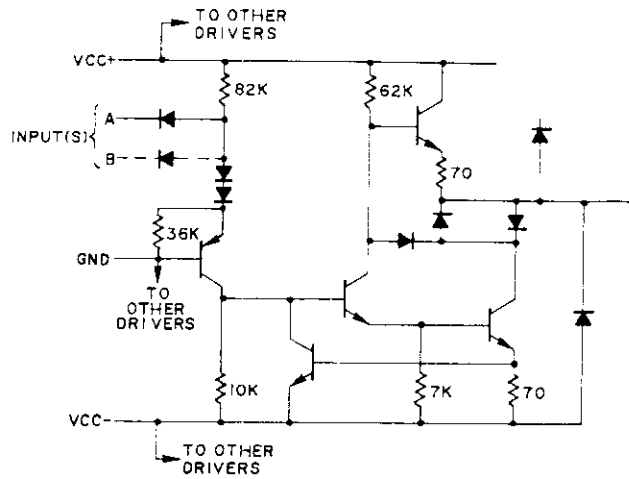 TO OTHER
DRIVERS
VCC+
82K
62K
A
INPUT(S)
B
70
36K
GND
TO
OTHER
DRIVERS
10K
7K
70
VCC-
TO OTHER
DRIVERS